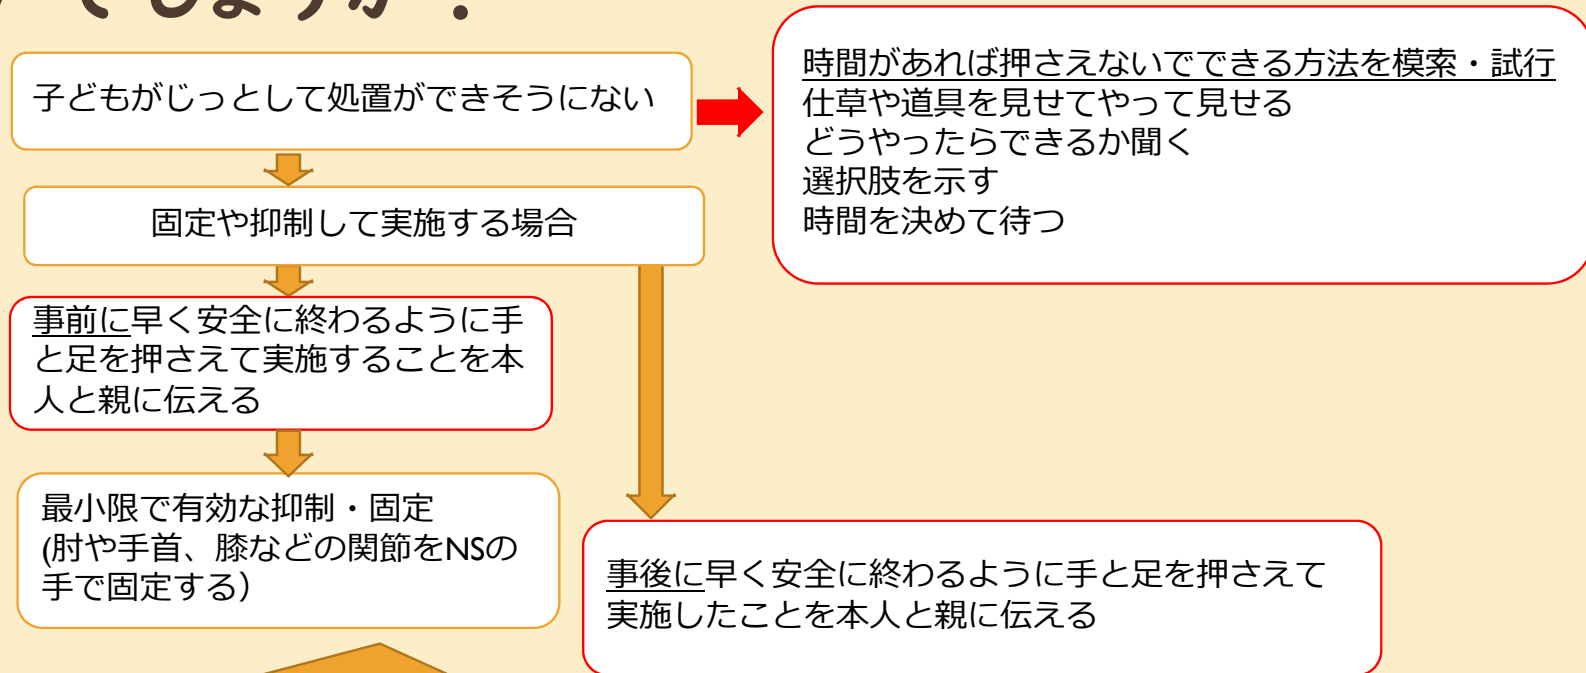 でしょうか？
子どもがじっとして処置ができそうにない
時間があれば押さえないでできる方法を模索・試行
仕草や道具を見せてやって見せる
どうやったらできるか聞く
選択肢を示す
時間を決めて待つ
固定や抑制して実施する場合
事前に早く安全に終わるように手
と足を押さえて実施することを本
人と親に伝える
最小限で有効な抑制・固定
(肘や手首、膝などの関節をNSの
手で固定する）
事後に早く安全に終わるように手と足を押さえて
実施したことを本人と親に伝える